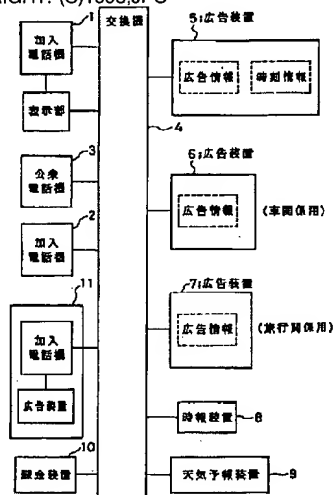 交換器
1
加入
電話機
表示部
3
公衆
電話機
2
加入
電話機
11
加入
電話機
広告装置
10
課金装置
4
5:広告装置
広告情報
時刻情報
6:広告装置
広告情報
(車関係用)
7:広告装置
広告情報
(旅行関係用)
時報装置
8
天気予報装置
9